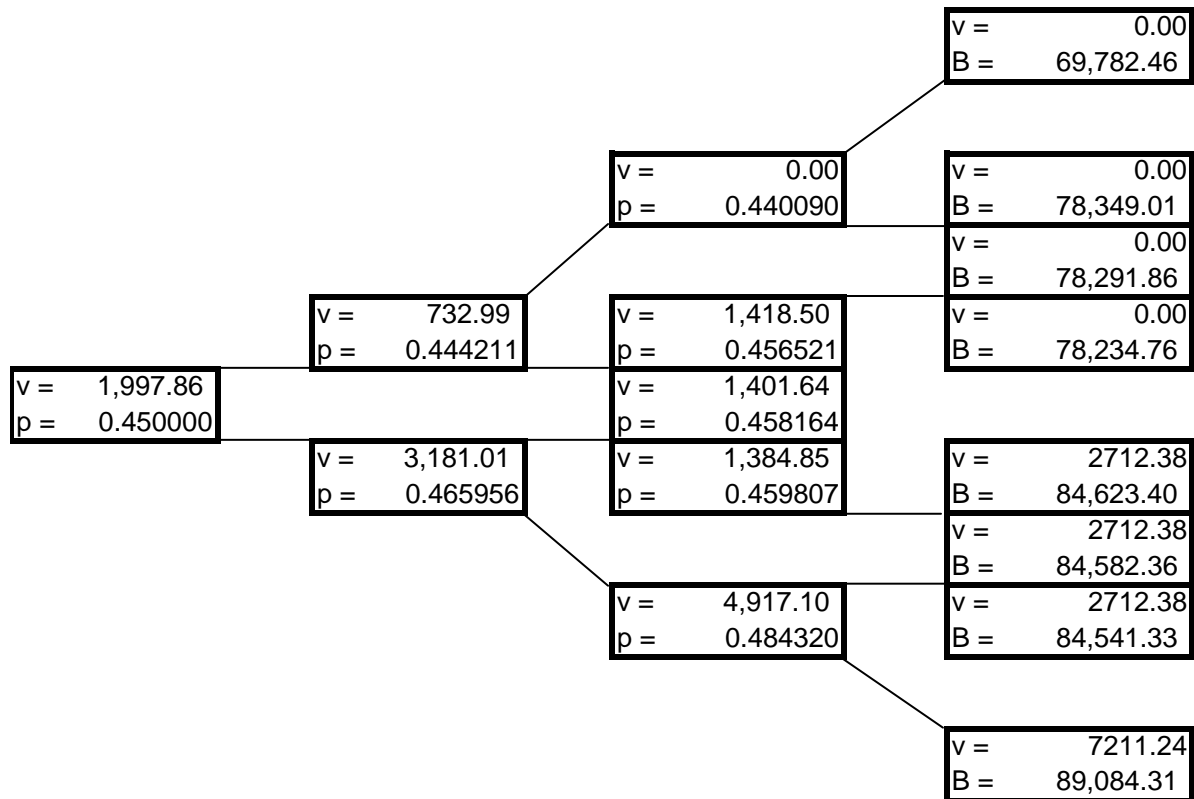 v = 0.00
B = 69,782.46
v = 0.00
p = 0.440090
v = 0.00
B = 78,349.01
v = 0.00
B = 78,291.86
v = 732.99
p = 0.444211
v = 1,418.50
p = 0.456521
v = 0.00
B = 78,234.76
v = 1,997.86
p = 0.450000
v = 1,401.64
p = 0.458164
v = 3,181.01
p = 0.465956
v = 1,384.85
p = 0.459807
v = 2712.38
B = 84,623.40
v = 2712.38
B = 84,582.36
v = 4,917.10
p = 0.484320
v = 2712.38
B = 84,541.33
v = 7211.24
B = 89,084.31